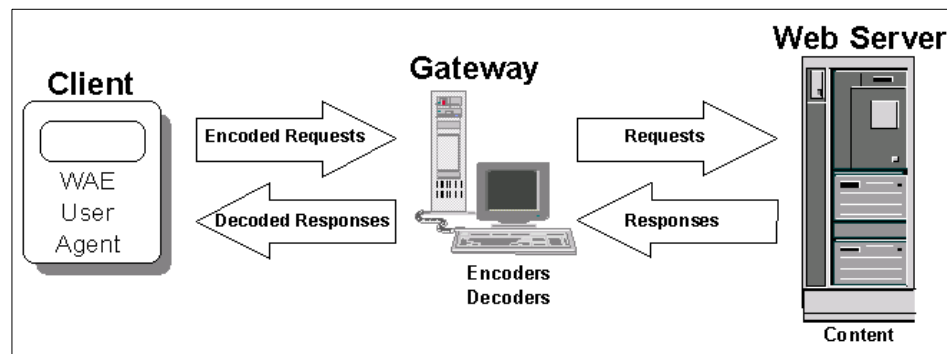 Client
WAE
User
Agent
Encoded Requests
Decoded Responses
Gateway
Encoders
Decoders
Requests
Responses
Web Server
Content